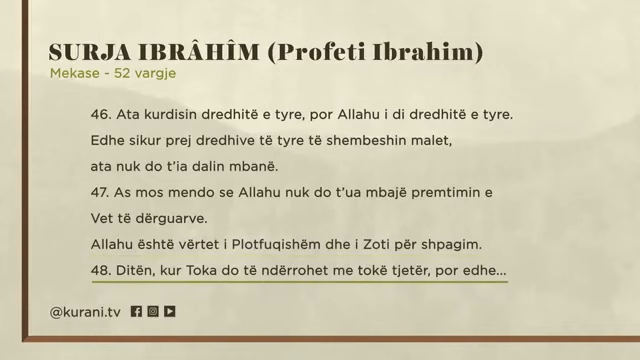 SURJA IBRÂHÎM (Profeti Ibrahim)
Mekase - 52 vargje
46. Ata kurdisin dredhitë e tyre, por Allahu i di dredhitë e tyre.
Edhe sikur prej dredhive të tyre të shembeshin malet,
ata nuk do t’ia dalin mbanë.
47. As mos mendo se Allahu nuk do t’ua mbajë premtimin e
Vet të dërguarve.
Allahu është vërtet i Plotfuqishëm dhe i Zoti për shpagim.
48. Ditën, kur Toka do të ndërrohet me tokë tjetër, por edhe...
@kurani.tv